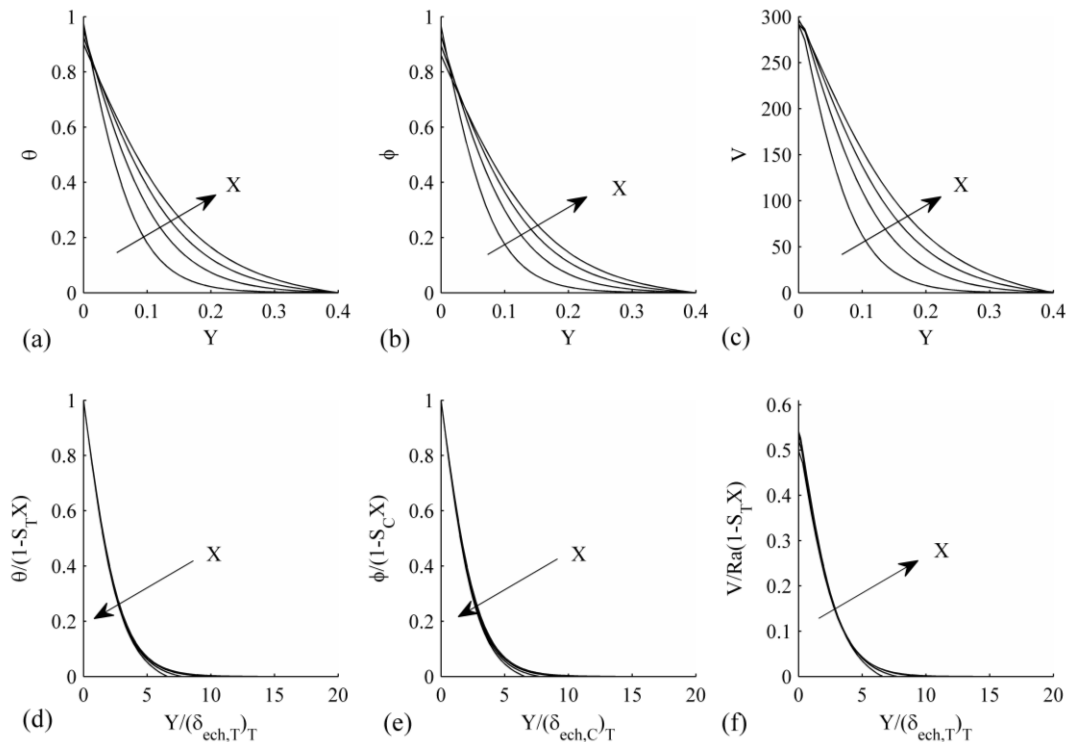 1
0.8
0.6
0.4
0.2
0
θ
X
0
0.1
0.2
0.3
0.4
Y
(a)
1
0.8
0.6
0.4
0.2
0
ϕ
X
0
0.1
0.2
0.3
0.4
Y
(b)
300
250
200
150
100
50
0
V
X
0
0.1
0.2
0.3
0.4
Y
(c)
1
0.8
0.6
0.4
0.2
0
θ/(1-S_TX)
X
0
5
10
15
20
Y/(δ_ech,T)_T
(d)
1
0.8
0.6
0.4
0.2
0
ϕ/(1-S_CX)
X
0
5
10
15
20
Y/(δ_ech,C)_T
(e)
0.6
0.5
0.4
0.3
0.2
0.1
0
V/Ra(1-S_TX)
X
0
5
10
15
20
Y/(δ_ech,T)_T
(f)